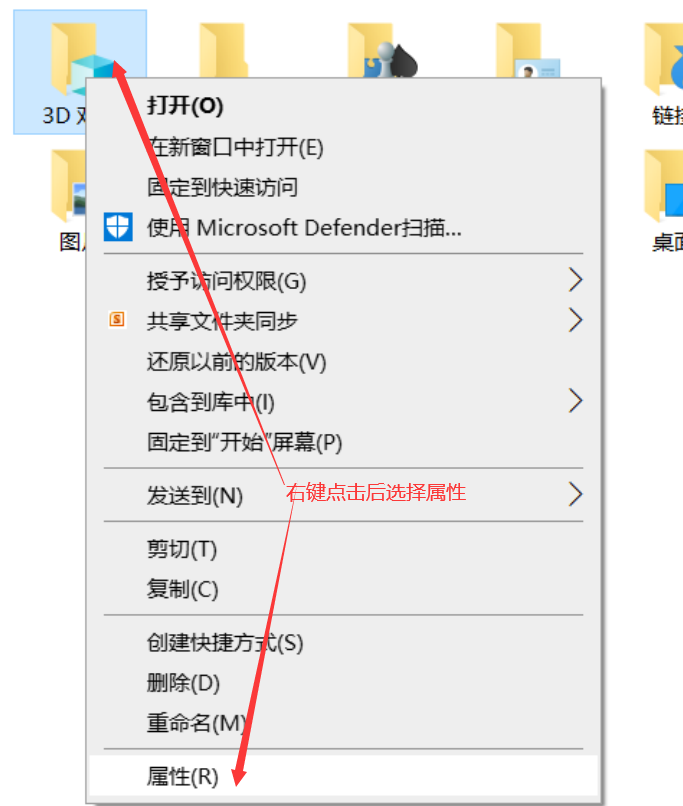 3D
打开(O)
在新窗口中打开(E)
固定到快速访问
使用 Microsoft Defender扫描...
授予访问权限(G)
S
共享文件夹同步
还原以前的版本(V)
包含到库中(I)
固定到“开始”屏幕(P)
发送到(N)
右键点击后选择属性
剪切(T)
复制(C)
创建快捷方式(S)
删除(D)
重命名(M)
属性(R)
图
链
桌